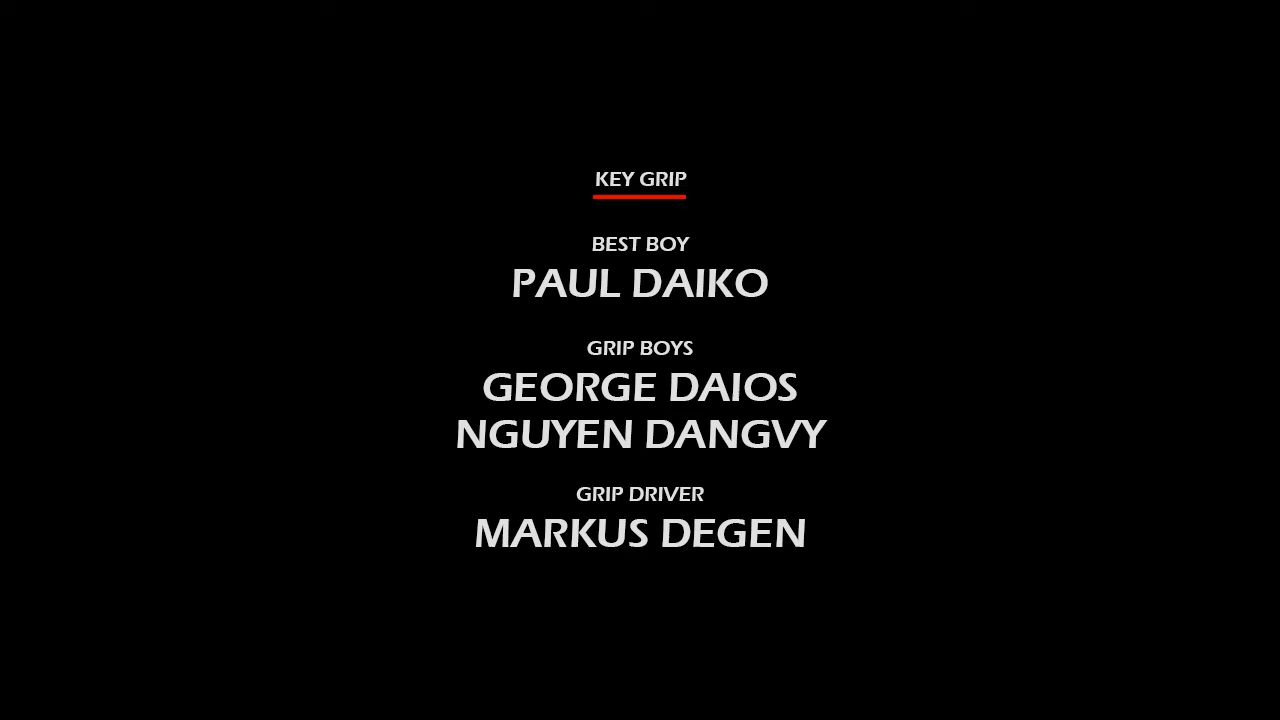 KEY GRIP
BEST BOY
PAUL DAIKO
GRIP BOYS
GEORGE DAIOS
NGUYEN DANGVY
GRIP DRIVER
MARKUS DEGEN